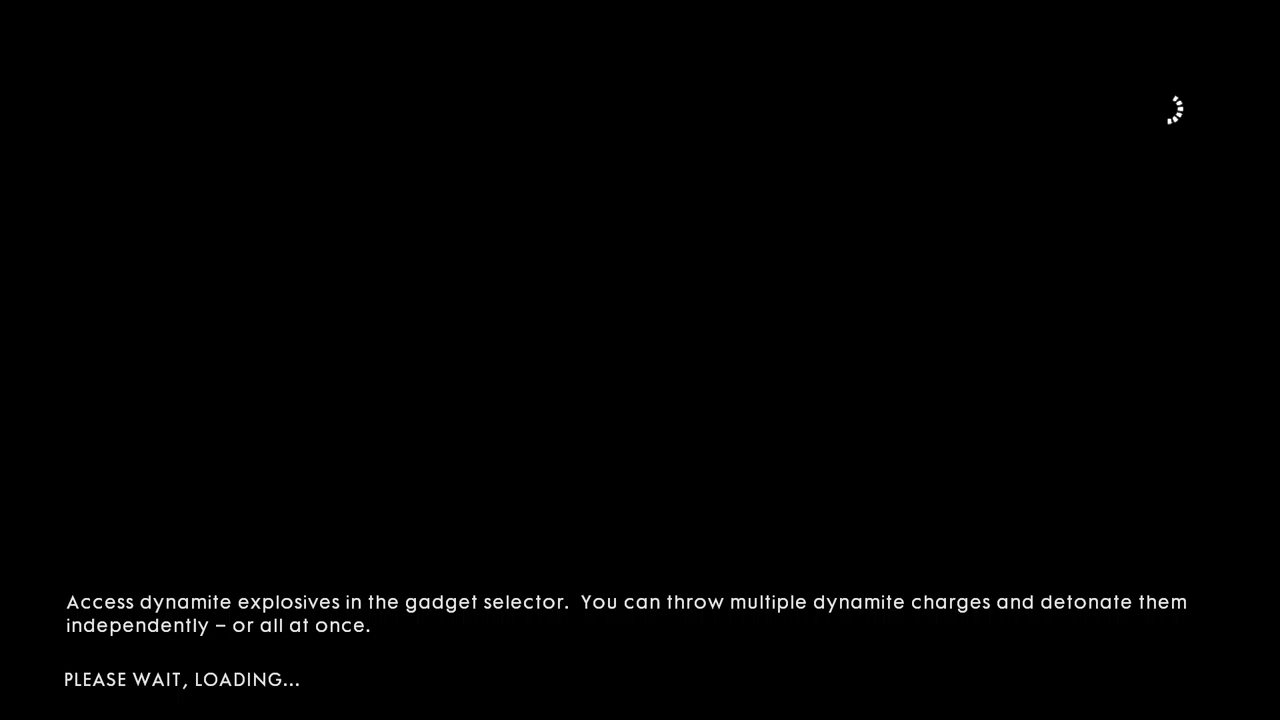 Access dynamite explosives in the gadget selector.  You can throw multiple dynamite charges and detonate them
independently – or all at once.
PLEASE WAIT, LOADING...